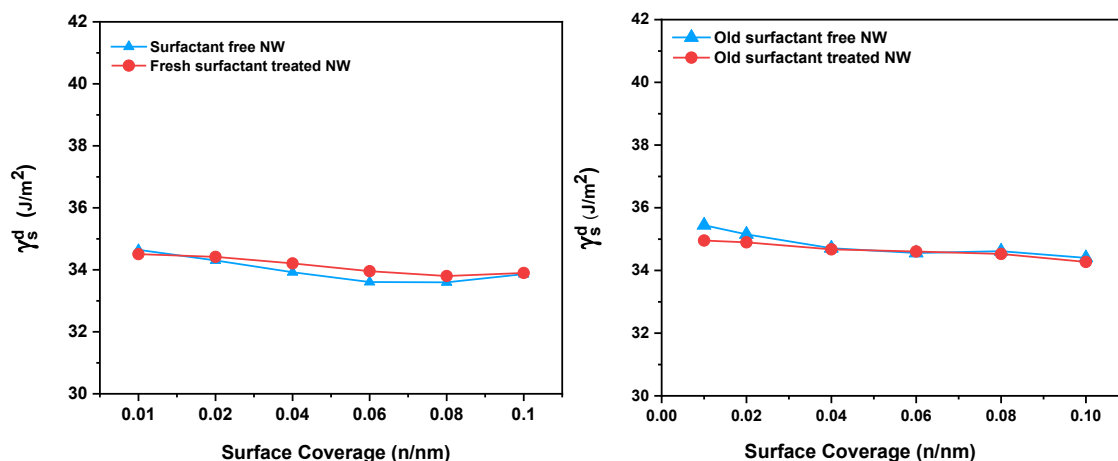 42
40
38
36
34
32
30
γₛᵈ (J/m²)
Surfactant free NW
Fresh surfactant treated NW
0.01 0.02 0.04 0.06 0.08 0.1
Surface Coverage (n/nm)
42
40
38
36
34
32
30
γₛᵈ (J/m²)
Old surfactant free NW
Old surfactant treated NW
0.00 0.02 0.04 0.06 0.08 0.10
Surface Coverage (n/nm)